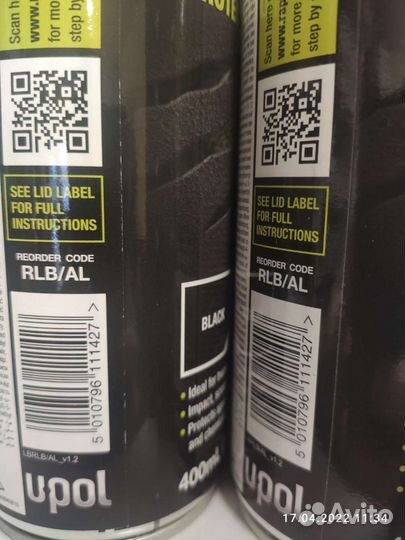 Scan here
www.
for more
step by
SEE LID LABEL
FOR FULL
INSTRUCTIONS
REORDER CODE
RLB/AL
5 010796 111427 >
LBRLB/AL_v1.2
upol
BLACK
• Ideal for
• Impact,
• Protects
and
400ml
Scan here
www.rap
for more
step by
SEE LID LABEL
FOR FULL
INSTRUCTIONS
REORDER CODE
RLB/AL
5 010796 111427 >
LBRLB/AL_v1.2
upol
17.04.2022 11:34
Avito